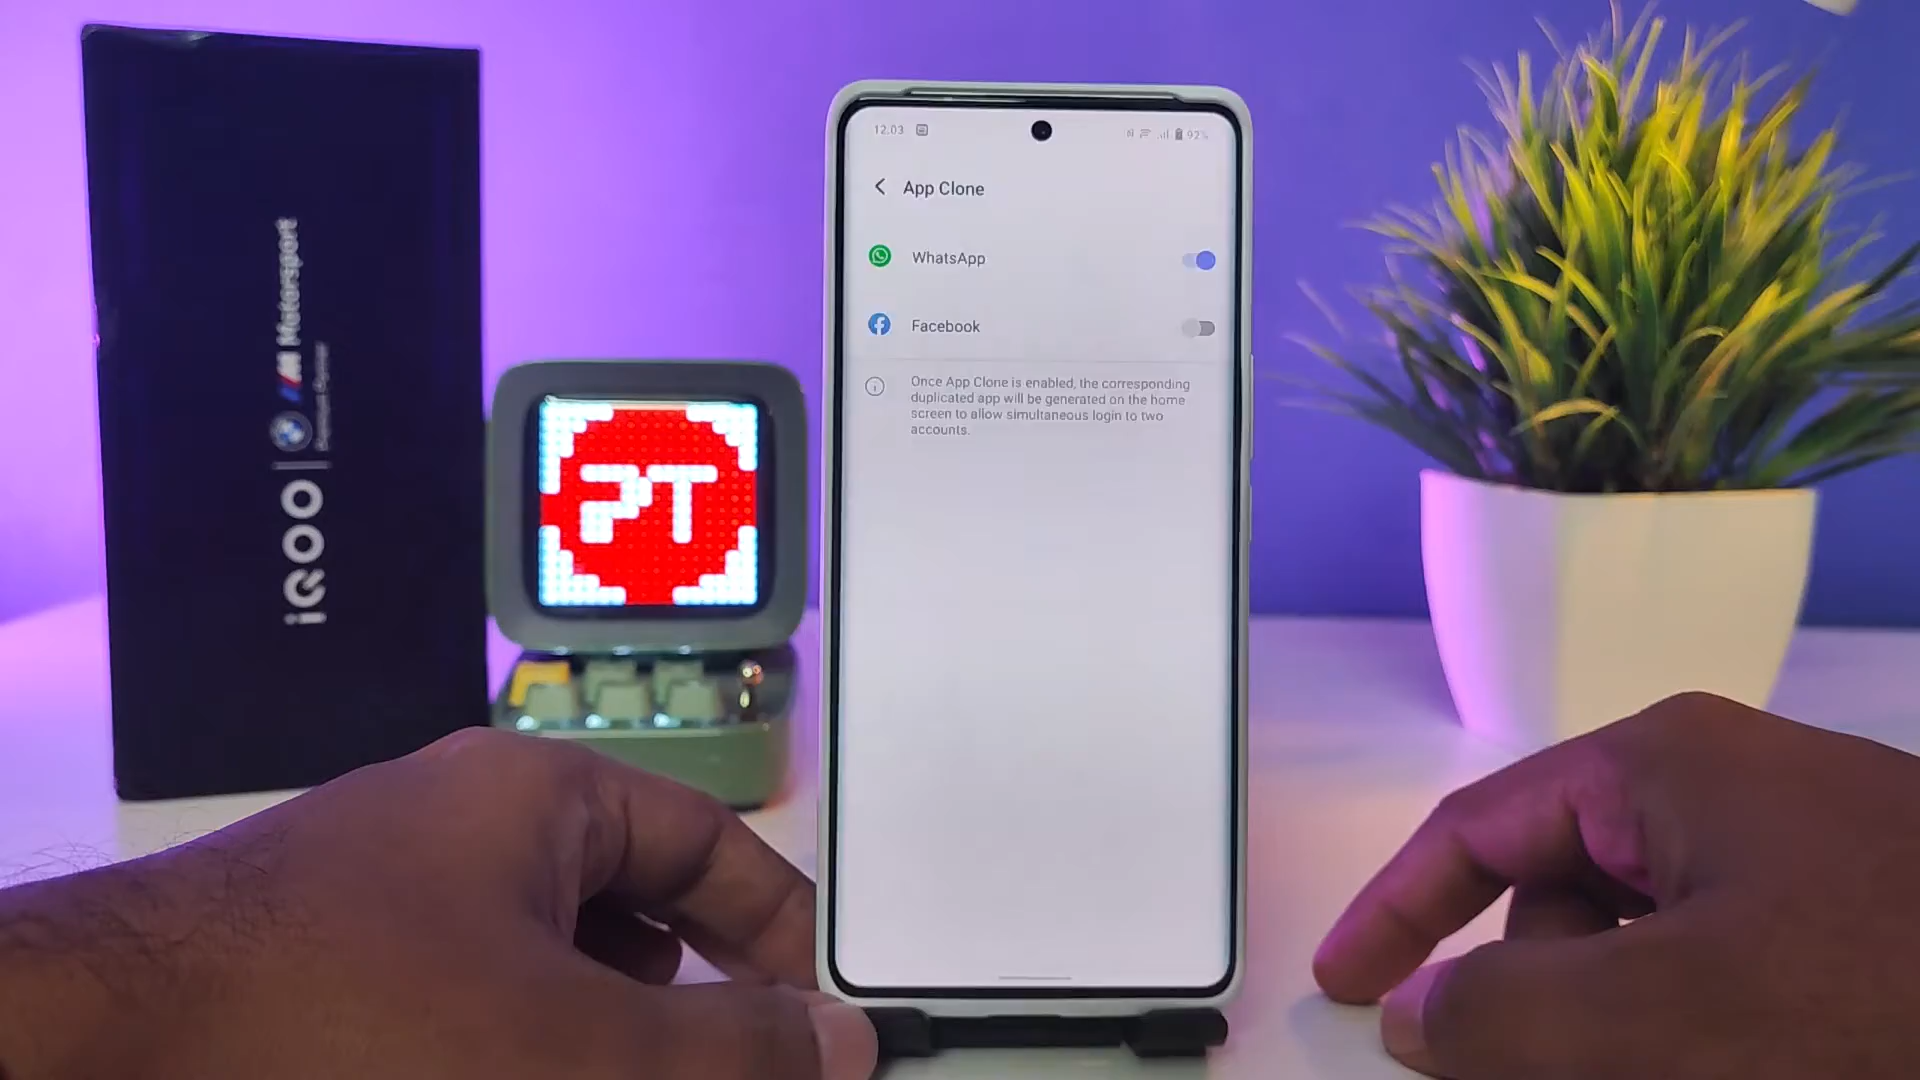 12.03
92%
App Clone
WhatsApp
Facebook
Once App Clone is enabled, the corresponding
duplicated app will be generated on the home
screen to allow simultaneous login to two
accounts.
iQOO
Motorsport
PT